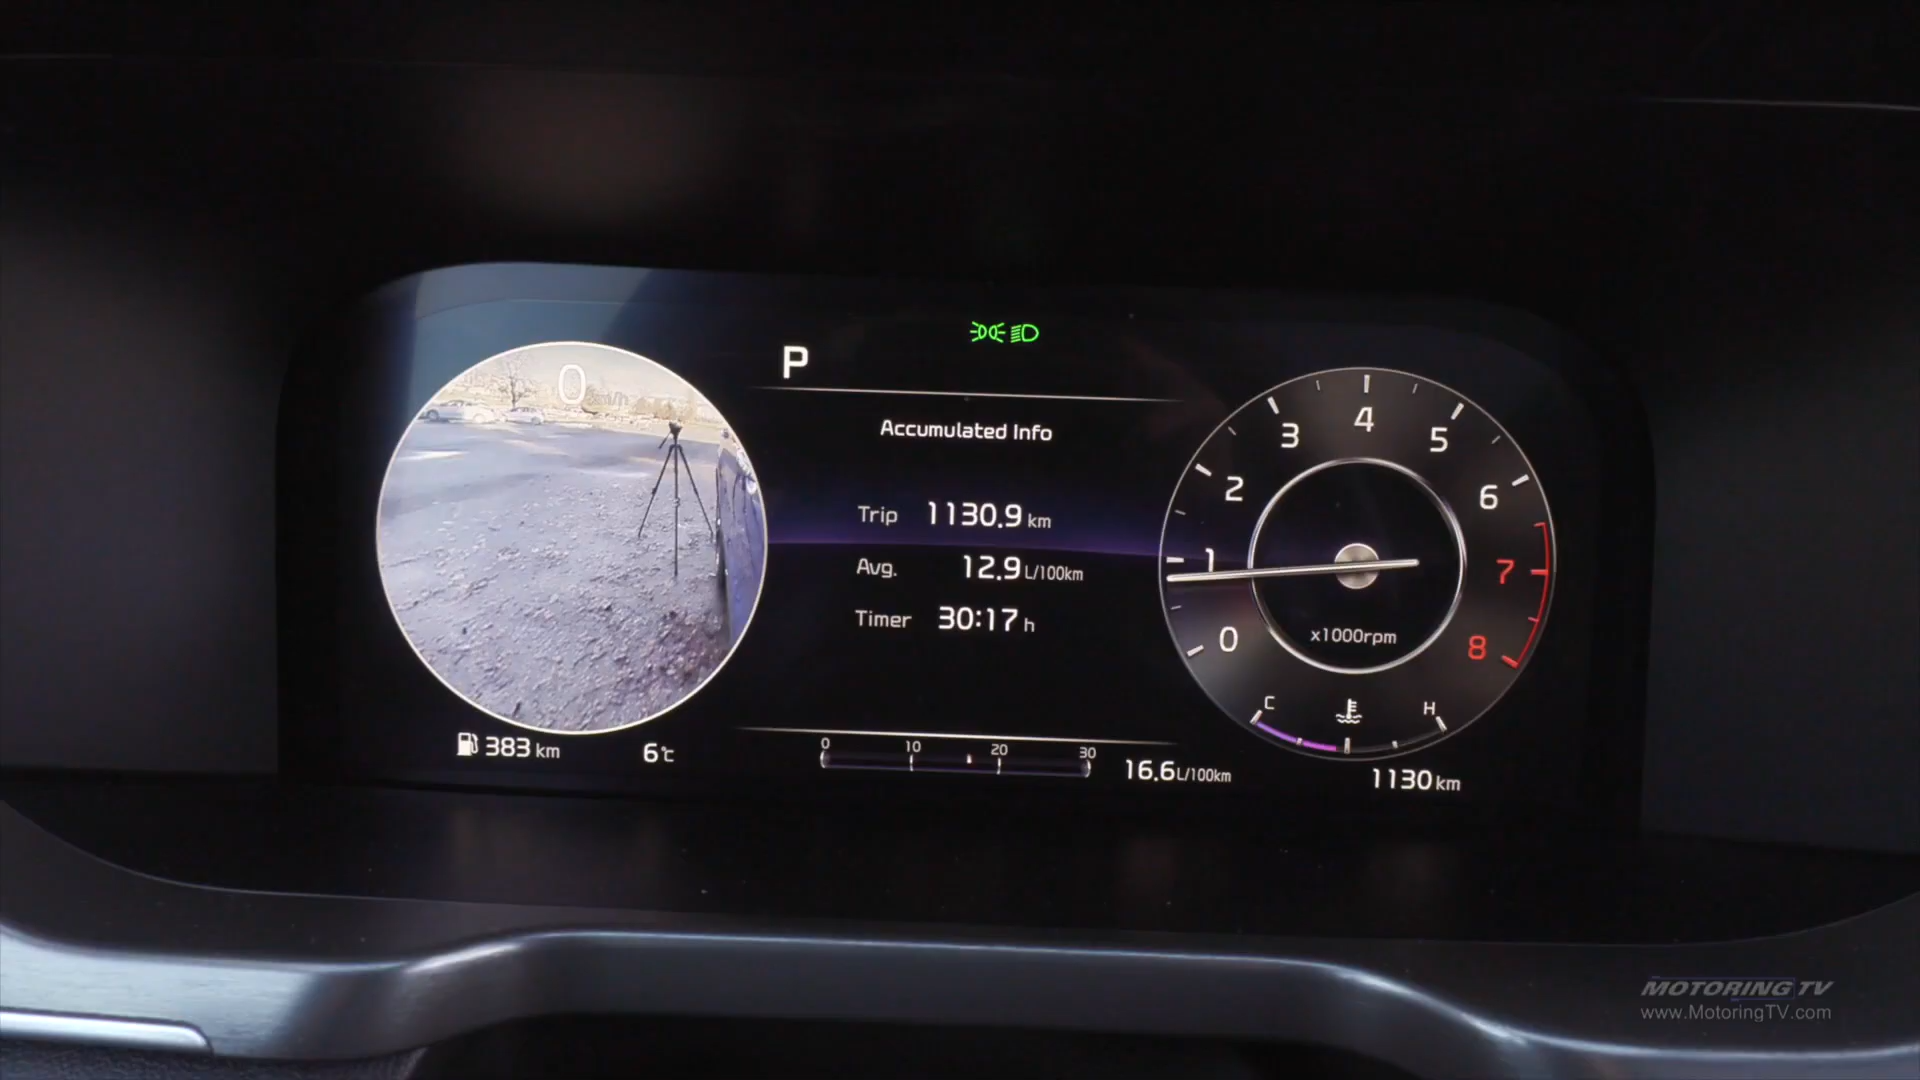 P
0
Accumulated Info
Trip 1130.9 km
Avg. 12.9 L/100km
Timer 30:17 h
383 km 6℃
0 10 20 30
16.6 L/100km
0 1 2 3 4 5 6 7 8
x1000rpm
C H
1130 km
MOTORING TV
www.MotoringTV.com